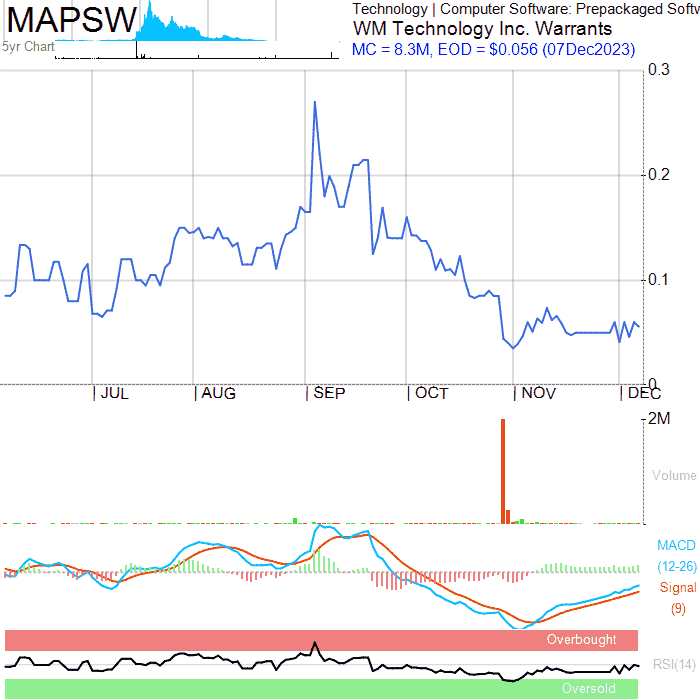 MAPSW
5yr Chart
Technology | Computer Software: Prepackaged Softw
WM Technology Inc. Warrants
MC = 8.3M, EOD = $0.056 (07Dec2023)
0.3
0.2
0.1
0
JUL AUG SEP OCT NOV DEC
2M
Volume
MACD
(12-26)
Signal
(9)
Overbought
RSI(14)
Oversold